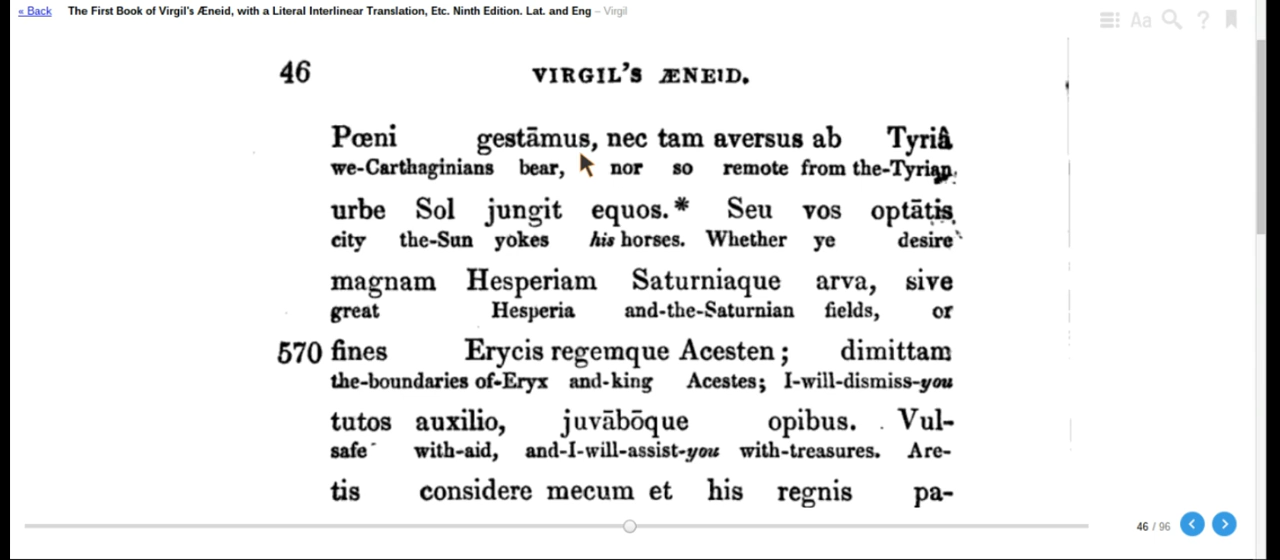 « Back The First Book of Virgil's Æneid, with a Literal Interlinear Translation, Etc. Ninth Edition. Lat. and Eng – Virgil
46 VIRGIL'S ÆNEID.
Pœni gestāmus, nec tam aversus ab Tyriâ
we-Carthaginians bear, nor so remote from the-Tyrian
urbe Sol jungit equos.* Seu vos optātis
city the-Sun yokes his horses. Whether ye desire
magnam Hesperiam Saturniaque arva, sive
great Hesperia and-the-Saturnian fields, or
570 fines Erycis regemque Acesten; dimittam
the-boundaries of-Eryx and-king Acestes; I-will-dismiss-you
tutos auxilio, juvābōque opibus. Vul-
safe with-aid, and-I-will-assist-you with-treasures. Are-
tis considere mecum et his regnis pa-
46 / 96